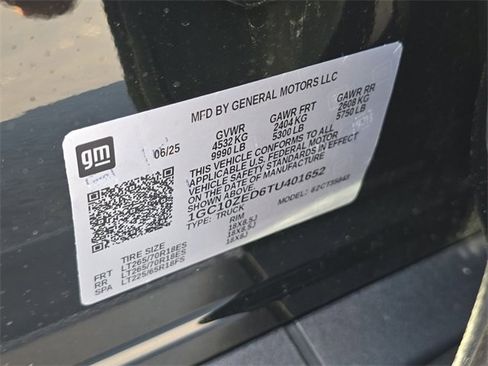 MFD BY GENERAL MOTORS LLC
gm
06/25
GVWR GAWR FRT GAWR RR
4532 KG 2404 KG 2608 KG
9990 LB 5300 LB 5750 LB
THIS VEHICLE CONFORMS TO ALL
APPLICABLE U.S. FEDERAL MOTOR
VEHICLE SAFETY STANDARDS IN EFFECT
ON THE DATE OF MANUFACTURE
SHOWN ABOVE.
1GC10ZED6TU401652
TYPE: TRUCK MODEL:
TIRE SIZE RIM
FRT LT265/70R18ES 18X8.5J
RR LT265/70R18ES 18X8.5J
SPA LT225/65R18FS 18X8J